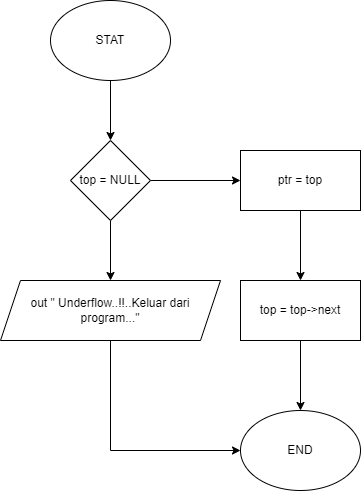 STAT
top = NULL
ptr = top
out " Underflow..!!..Keluar dari
program..."
top = top->next
END